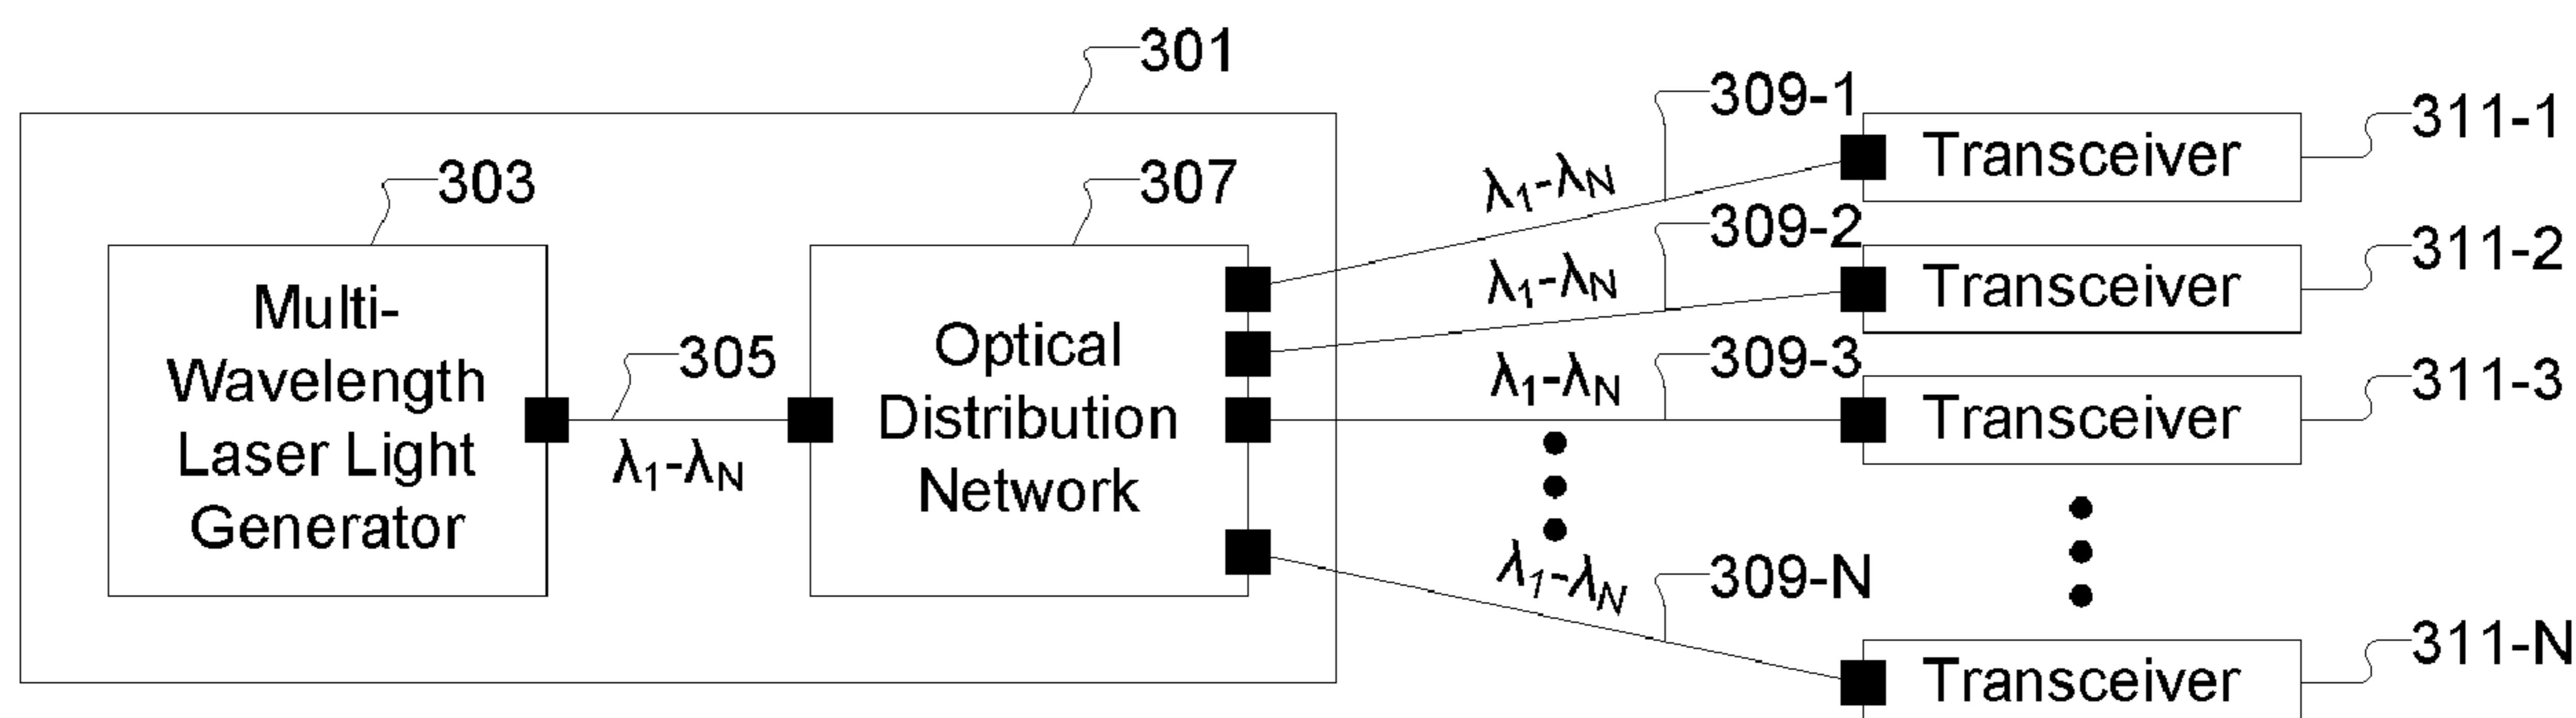 301
309-1
311-1
Transceiver
303
307
λ1-λN
309-2
311-2
Transceiver
λ1-λN
Multi-
Wavelength
Laser Light
Generator
305
λ1-λN
Optical
Distribution
Network
309-3
311-3
Transceiver
λ1-λN
λ1-λN
309-N
311-N
Transceiver